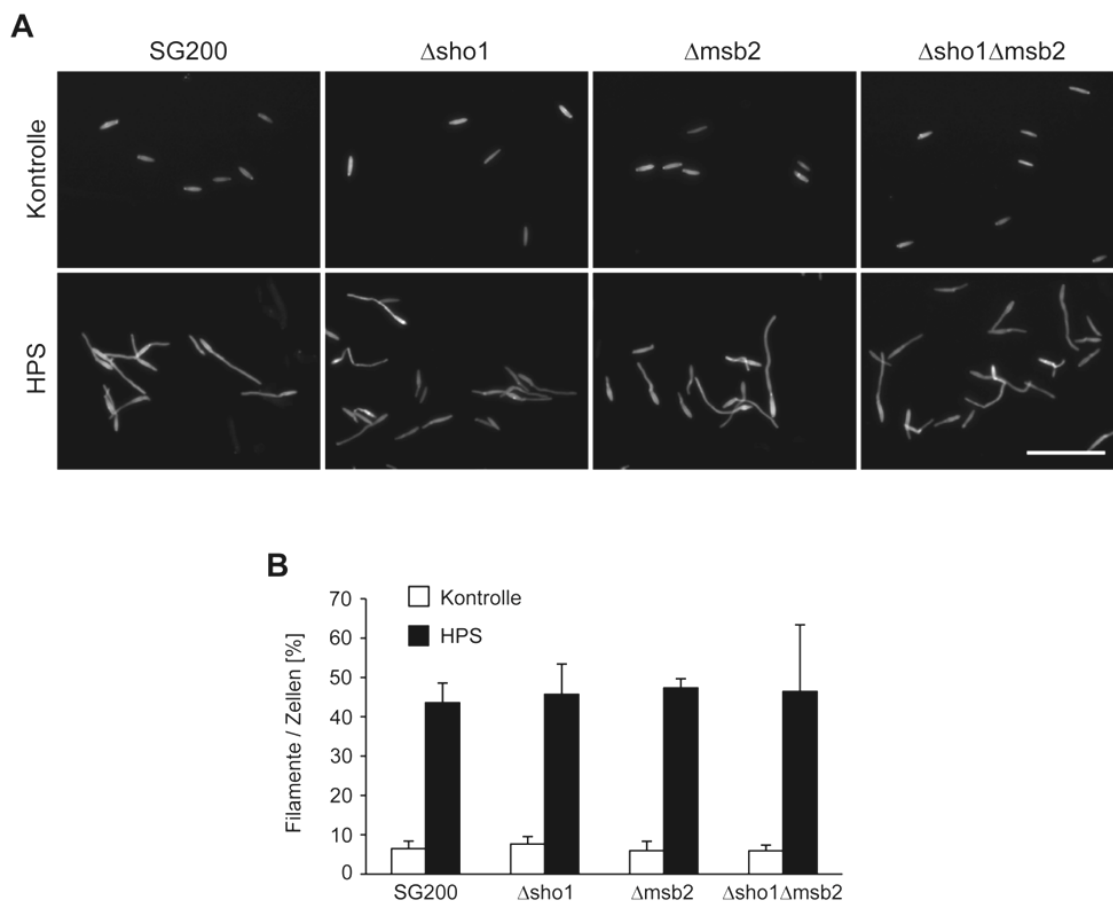 A
SG200 Δsho1 Δmsb2 Δsho1Δmsb2
Kontrolle
HPS
B
70
60
50
40
30
20
10
0
Filamente / Zellen [%]
Kontrolle
HPS
SG200 Δsho1 Δmsb2 Δsho1Δmsb2